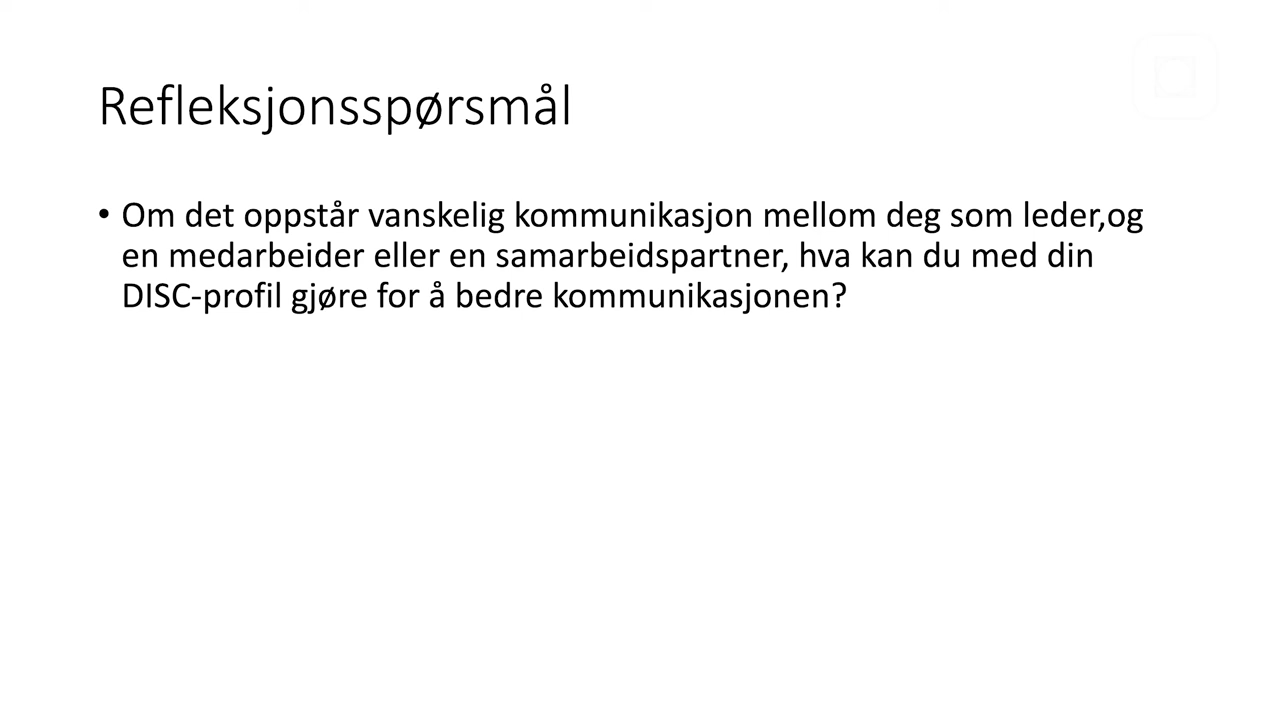 Refleksjonsspørsmål
• Om det oppstår vanskelig kommunikasjon mellom deg som leder,og
en medarbeider eller en samarbeidspartner, hva kan du med din
DISC-profil gjøre for å bedre kommunikasjonen?